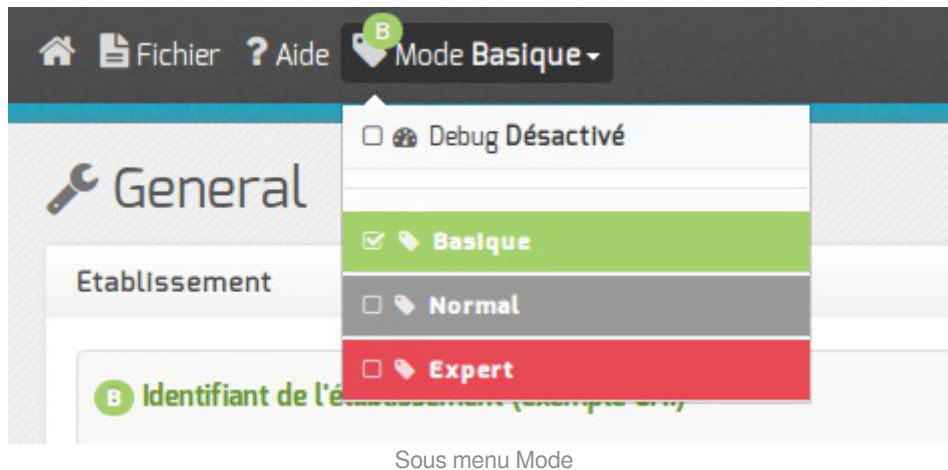 Fichier ? Aide B Mode Basique
Debug Désactivé
General
Basique
Etablissement
Normal
Expert
B Identifiant de l'é
Sous menu Mode